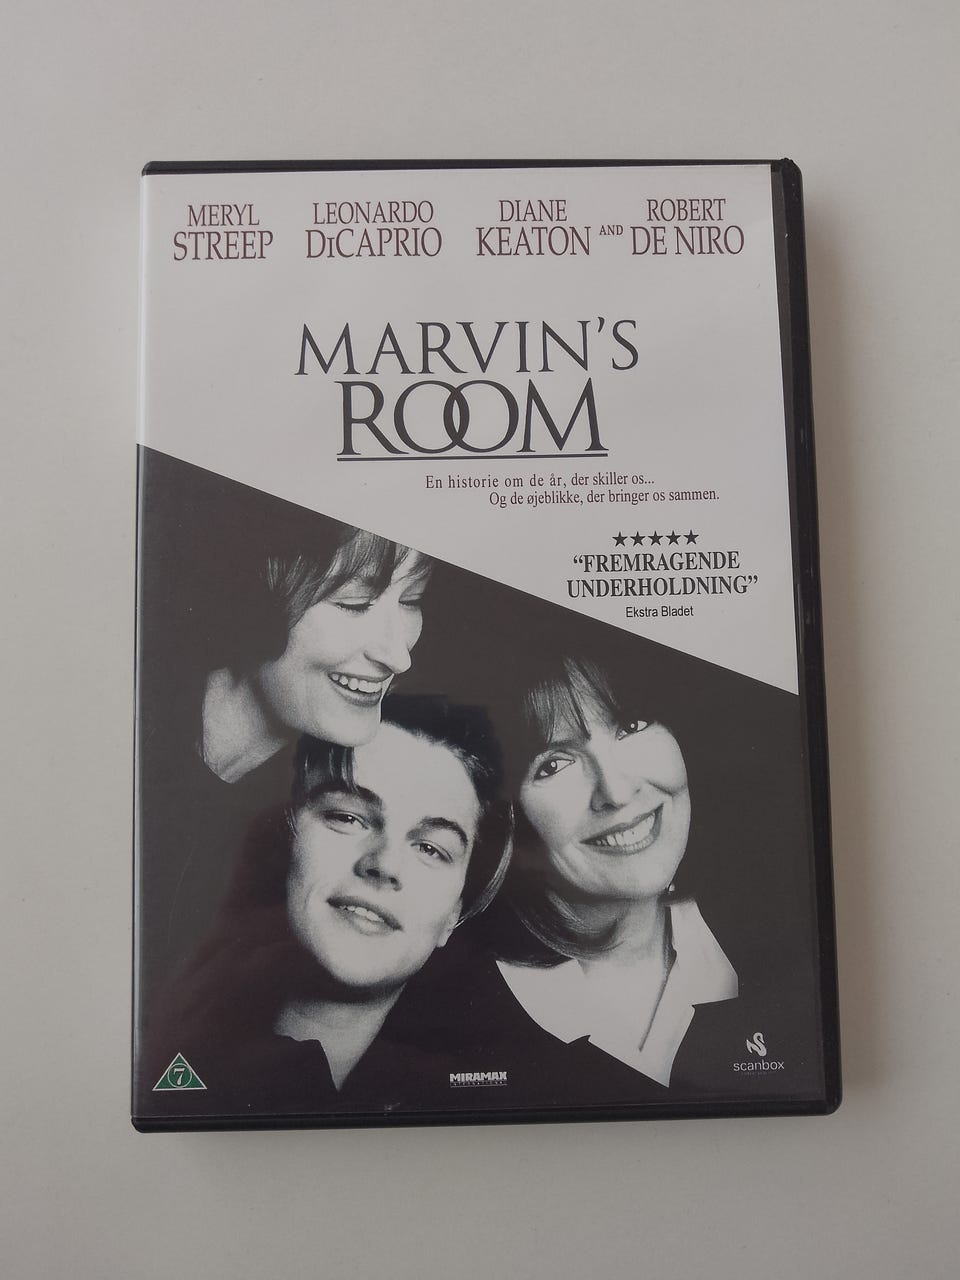 MERYL LEONARDO DIANE ROBERT
STREEP DiCAPRIO KEATON AND DE NIRO
MARVIN'S
ROOM
En historie om de år, der skiller os...
Og de øjeblikke, der bringer os sammen.
★★★★★
“FREMRAGENDE
UNDERHOLDNING”
Ekstra Bladet
7
MIRAMAX
INTERNATIONAL
scanbox